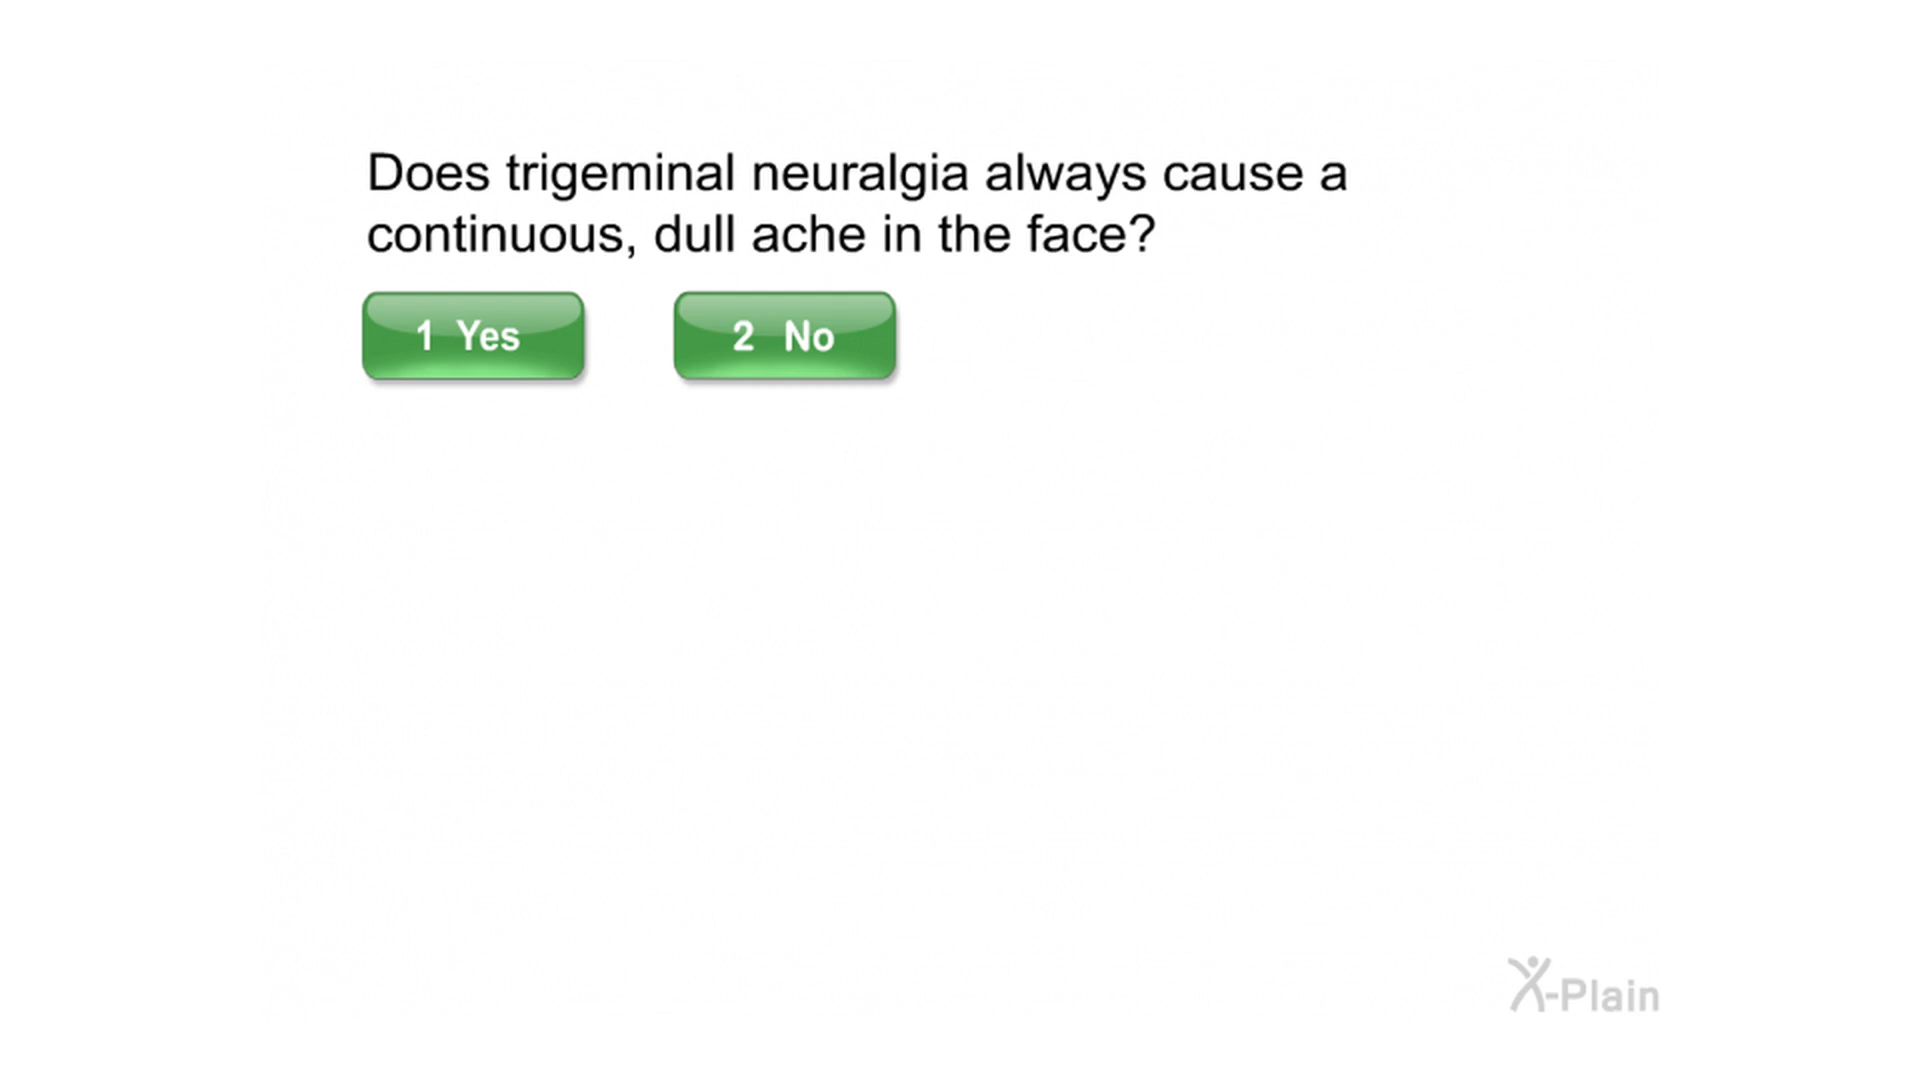 Does trigeminal neuralgia always cause a
continuous, dull ache in the face?
1 Yes 2 No
X-Plain